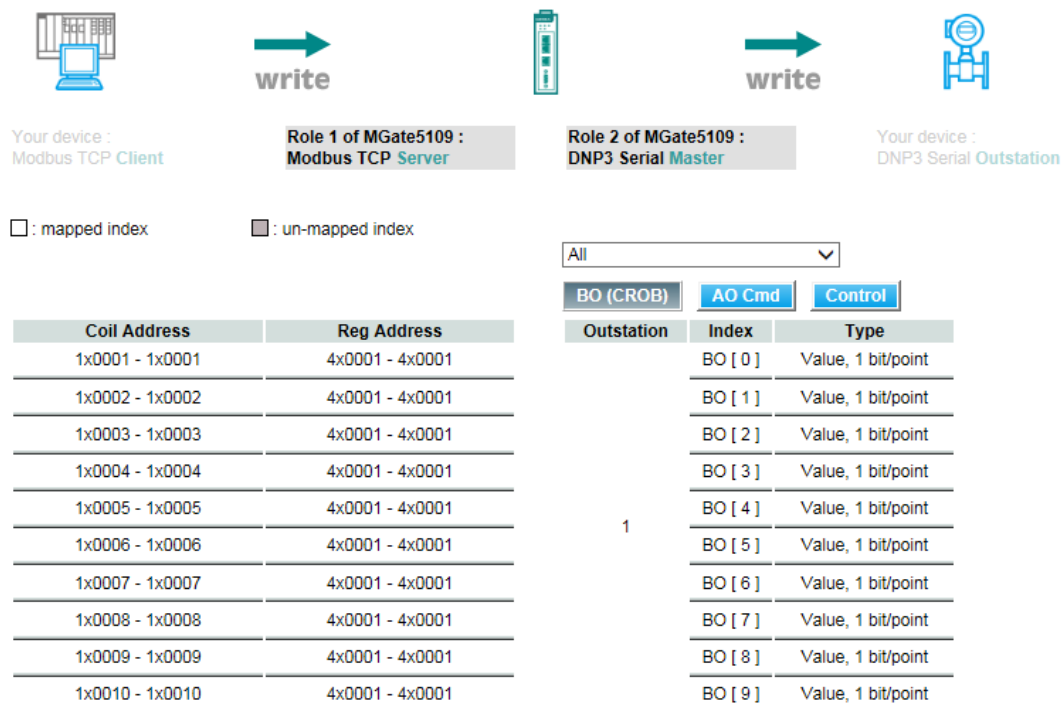 write
write
Your device :
Modbus TCP Client
Role 1 of MGate5109 :
Modbus TCP Server
Role 2 of MGate5109 :
DNP3 Serial Master
Your device :
DNP3 Serial Outstation
: mapped index
: un-mapped index
All
BO (CROB) AO Cmd Control
Coil Address Reg Address Outstation Index Type
1x0001 - 1x0001 4x0001 - 4x0001 BO [ 0 ] Value, 1 bit/point
1x0002 - 1x0002 4x0001 - 4x0001 BO [ 1 ] Value, 1 bit/point
1x0003 - 1x0003 4x0001 - 4x0001 BO [ 2 ] Value, 1 bit/point
1x0004 - 1x0004 4x0001 - 4x0001 BO [ 3 ] Value, 1 bit/point
1x0005 - 1x0005 4x0001 - 4x0001 BO [ 4 ] Value, 1 bit/point
1
1x0006 - 1x0006 4x0001 - 4x0001 BO [ 5 ] Value, 1 bit/point
1x0007 - 1x0007 4x0001 - 4x0001 BO [ 6 ] Value, 1 bit/point
1x0008 - 1x0008 4x0001 - 4x0001 BO [ 7 ] Value, 1 bit/point
1x0009 - 1x0009 4x0001 - 4x0001 BO [ 8 ] Value, 1 bit/point
1x0010 - 1x0010 4x0001 - 4x0001 BO [ 9 ] Value, 1 bit/point